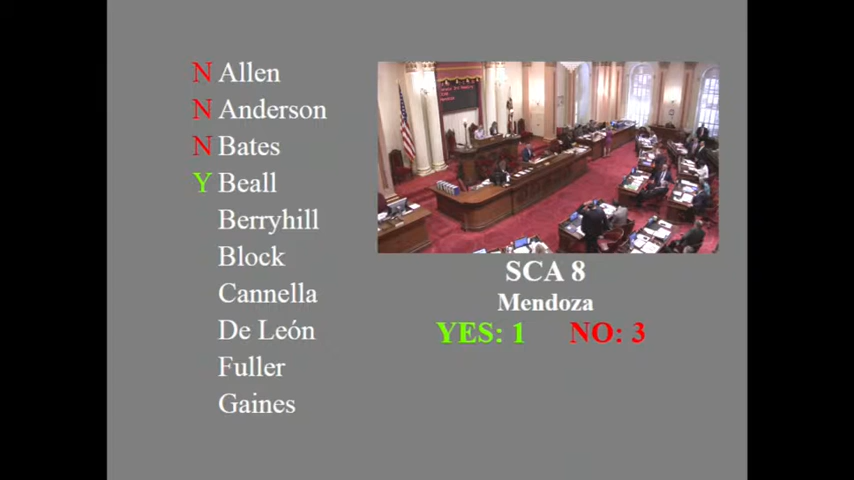 N Allen
N Anderson
N Bates
Y Beall
Berryhill
Block
Cannella
De León
Fuller
Gaines
SCA 8
Mendoza
YES: 1 NO: 3